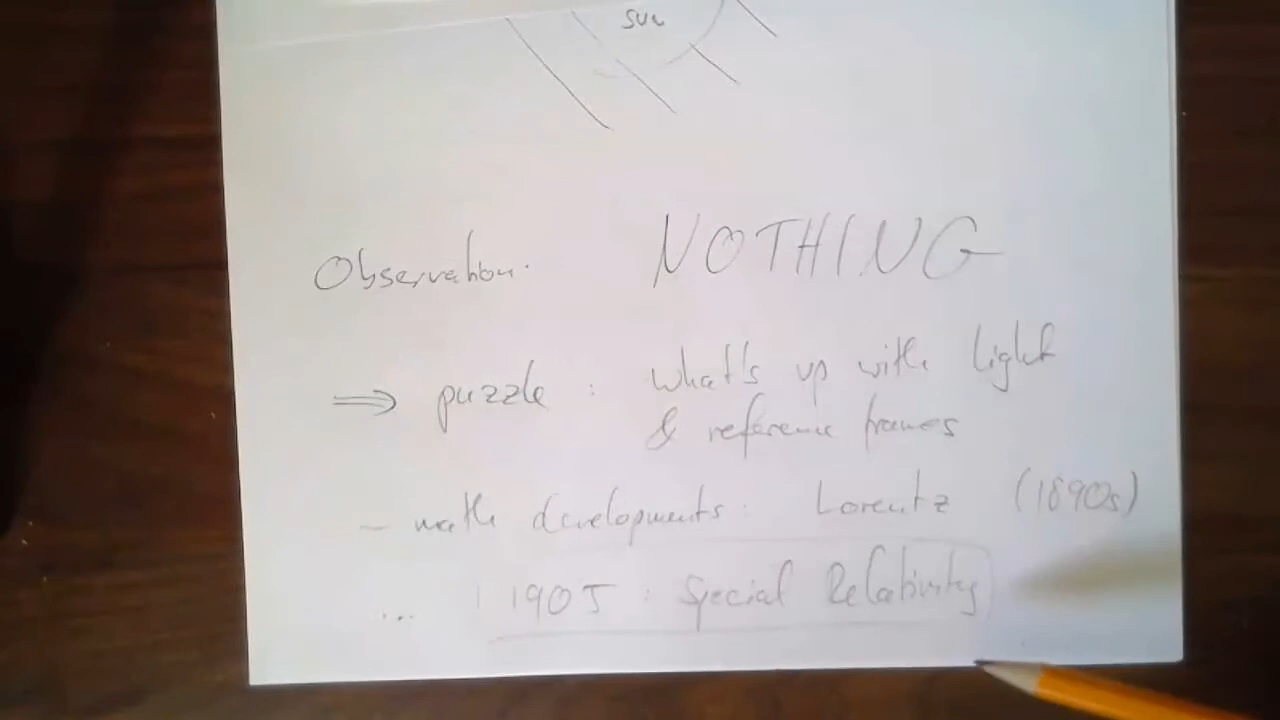 Sun
Observation: NOTHING
⇒ puzzle : what's up with light
& reference frames
- math developments: Lorentz (1890s)
... 1905 : Special Relativity